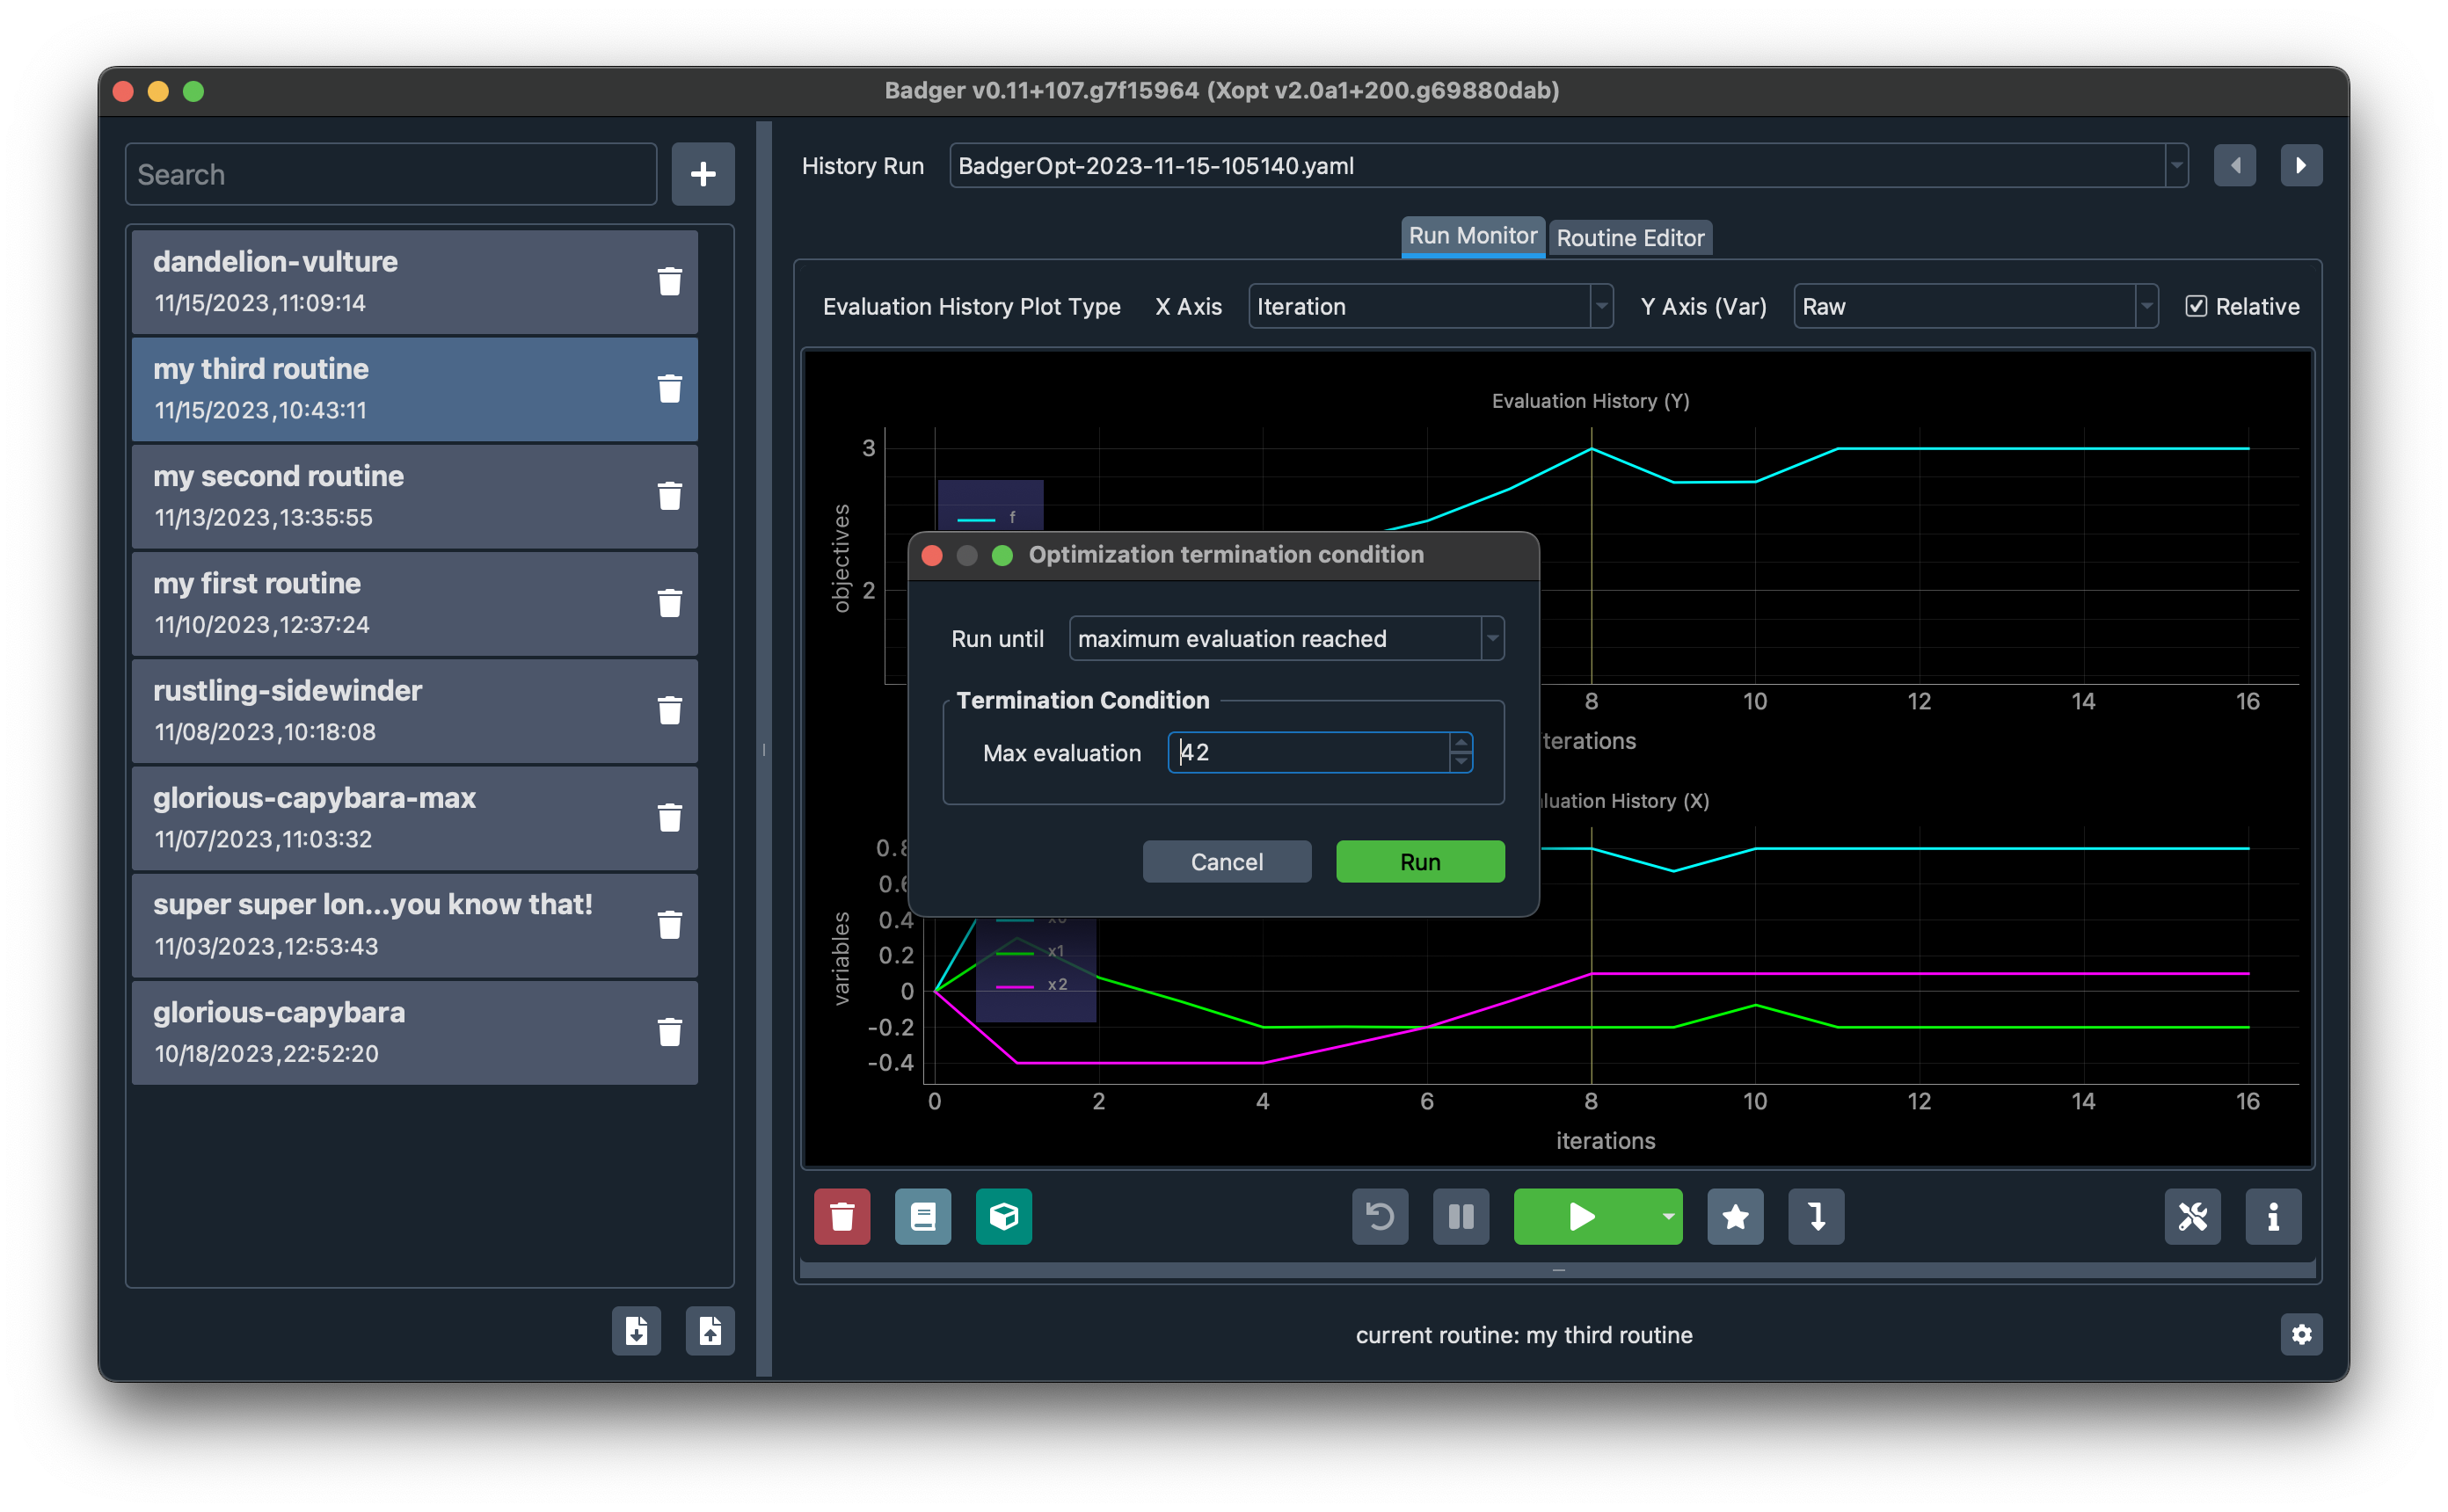 Badger v0.11+107.g7f15964 (Xopt v2.0a1+200.g69880dab)
Search
dandelion-vulture
11/15/2023,11:09:14
my third routine
11/15/2023,10:43:11
my second routine
11/13/2023,13:35:55
my first routine
11/10/2023,12:37:24
rustling-sidewinder
11/08/2023,10:18:08
glorious-capybara-max
11/07/2023,11:03:32
super super lon...you know that!
11/03/2023,12:53:43
glorious-capybara
10/18/2023,22:52:20
History Run BadgerOpt-2023-11-15-105140.yaml
Run Monitor Routine Editor
Evaluation History Plot Type X Axis Iteration Y Axis (Var) Raw Relative
Evaluation History (Y)
3
2
objectives
f
8 10 12 14 16
terations
Optimization termination condition
Run until maximum evaluation reached
Termination Condition
Max evaluation 42
Cancel Run
luation History (X)
0.4
0.2
0
-0.2
-0.4
variables
x1
x2
0 2 4 6 8 10 12 14 16
iterations
current routine: my third routine